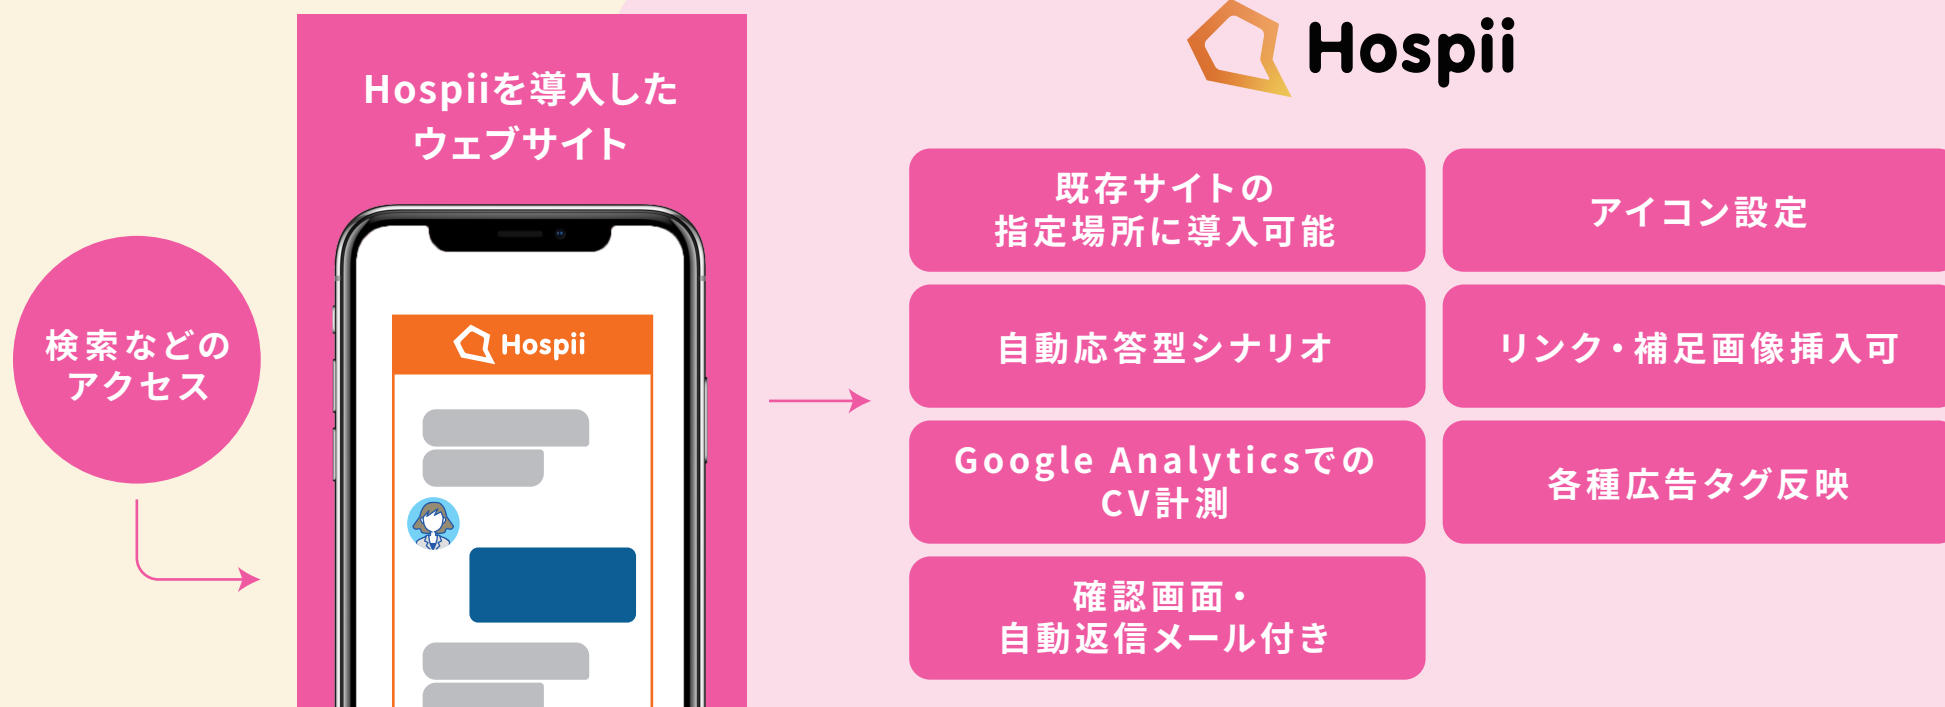 検索などの
アクセス
Hospiiを導入した
ウェブサイト
Hospii
Hospii
既存サイトの
指定場所に導入可能
アイコン設定
自動応答型シナリオ
リンク・補足画像挿入可
Google Analyticsでの
CV計測
各種広告タグ反映
確認画面・
自動返信メール付き